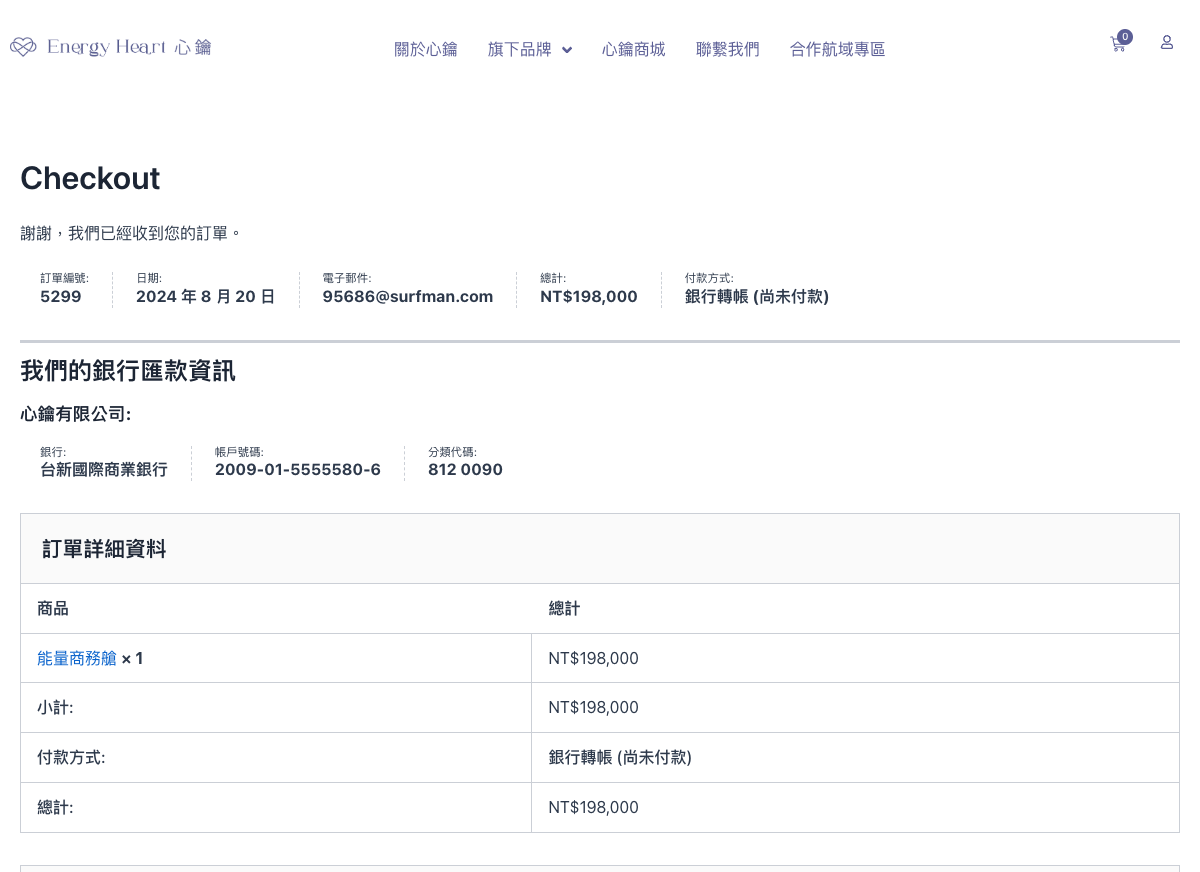 Energy Heart 心鑰
關於心鑰 旗下品牌 心鑰商城 聯繫我們 合作航域專區
0
Checkout
謝謝，我們已經收到您的訂單。
訂單編號: 日期: 電子郵件: 總計: 付款方式:
5299 2024 年 8 月 20 日 95686@surfman.com NT$198,000 銀行轉帳 (尚未付款)
我們的銀行匯款資訊
心鑰有限公司:
銀行: 帳戶號碼: 分類代碼:
台新國際商業銀行 2009-01-5555580-6 812 0090
訂單詳細資料
商品 總計
能量商務艙 × 1 NT$198,000
小計: NT$198,000
付款方式: 銀行轉帳 (尚未付款)
總計: NT$198,000